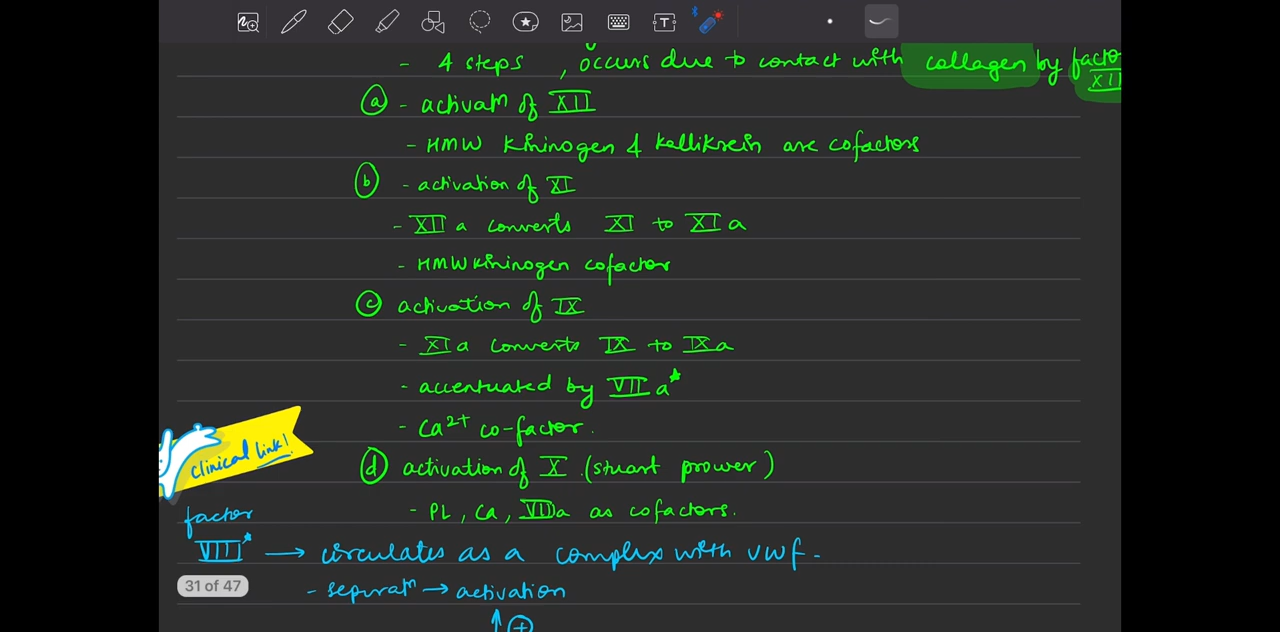 - 4 steps , occurs due to contact with collagen by facto
XII
ⓐ - activaⁿ of XII
- HMW Kininogen & kallikrein are cofactors
ⓑ - activation of XI
- XII a converts XI to XI a
- HMW kininogen cofactor
ⓒ activation of IX
- XI a converts IX to IX a
- accentuated by VII a*
- Ca²⁺ co-factor.
clinical link!
ⓓ activation of X. (stuart prower)
- PL, Ca, as cofactors.
factor
VIII* → circulates as a complex with vwf.
31 of 47
- separatⁿ → activation
↑ ⊕